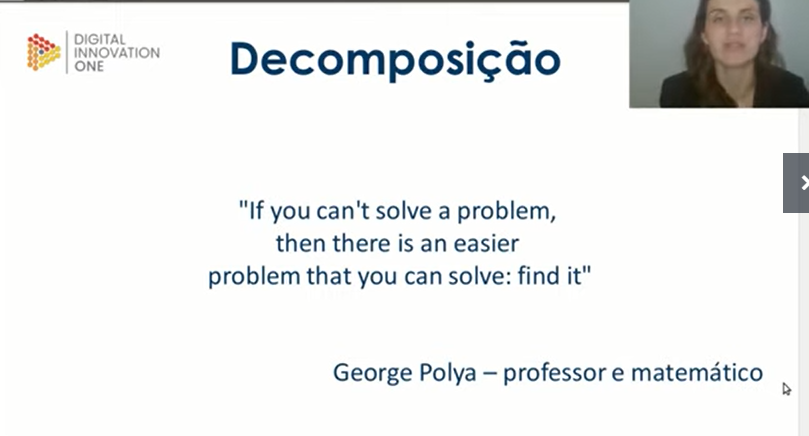 DIGITAL
INNOVATION
ONE
Decomposição
"If you can't solve a problem,
then there is an easier
problem that you can solve: find it"
George Polya – professor e matemático